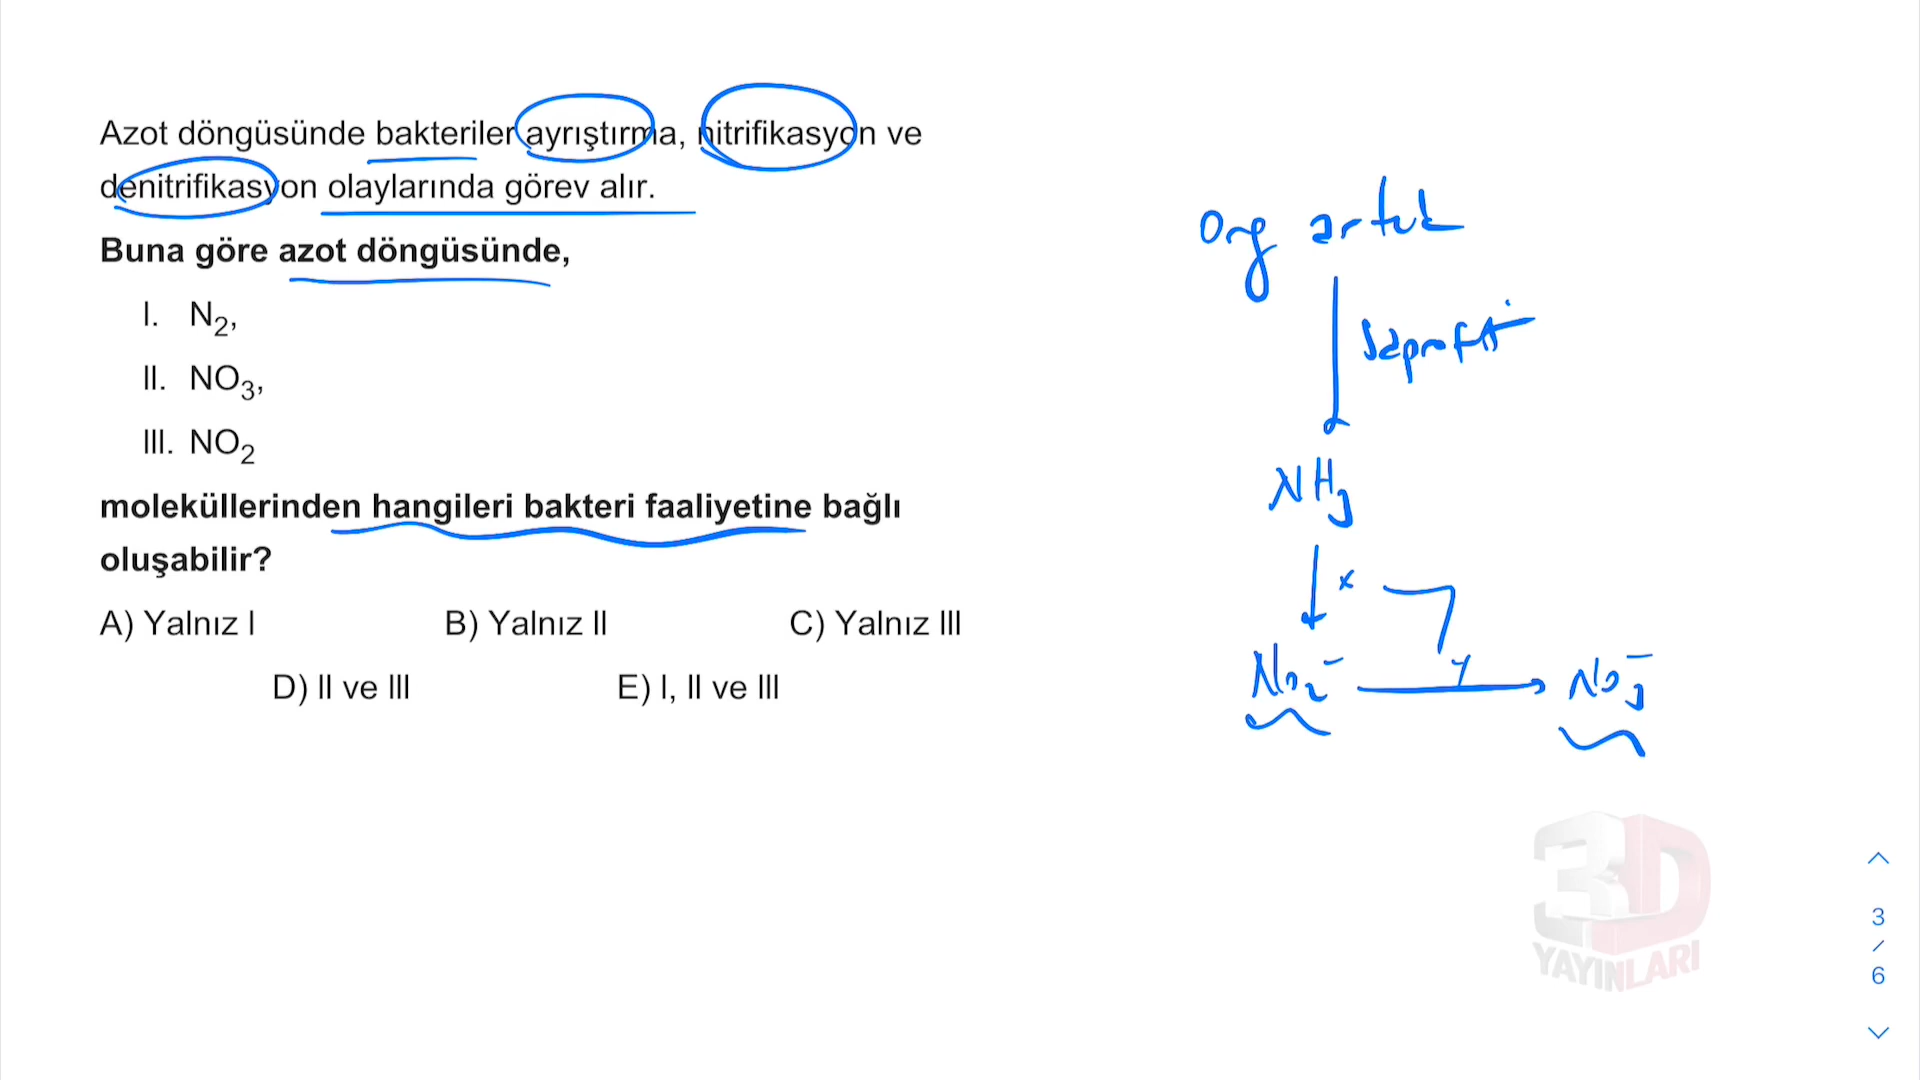 Azot döngüsünde bakteriler ayrıştırma, nitrifikasyon ve
denitrifikasyon olaylarında görev alır.
Buna göre azot döngüsünde,
I. N₂,
II. NO₃,
III. NO₂
moleküllerinden hangileri bakteri faaliyetine bağlı
oluşabilir?
A) Yalnız I B) Yalnız II C) Yalnız III
D) II ve III E) I, II ve III
Org artık
Saprofit
NH₃
x
NO₂⁻ y NO₃⁻
3D
YAYINLARI
3
/
6